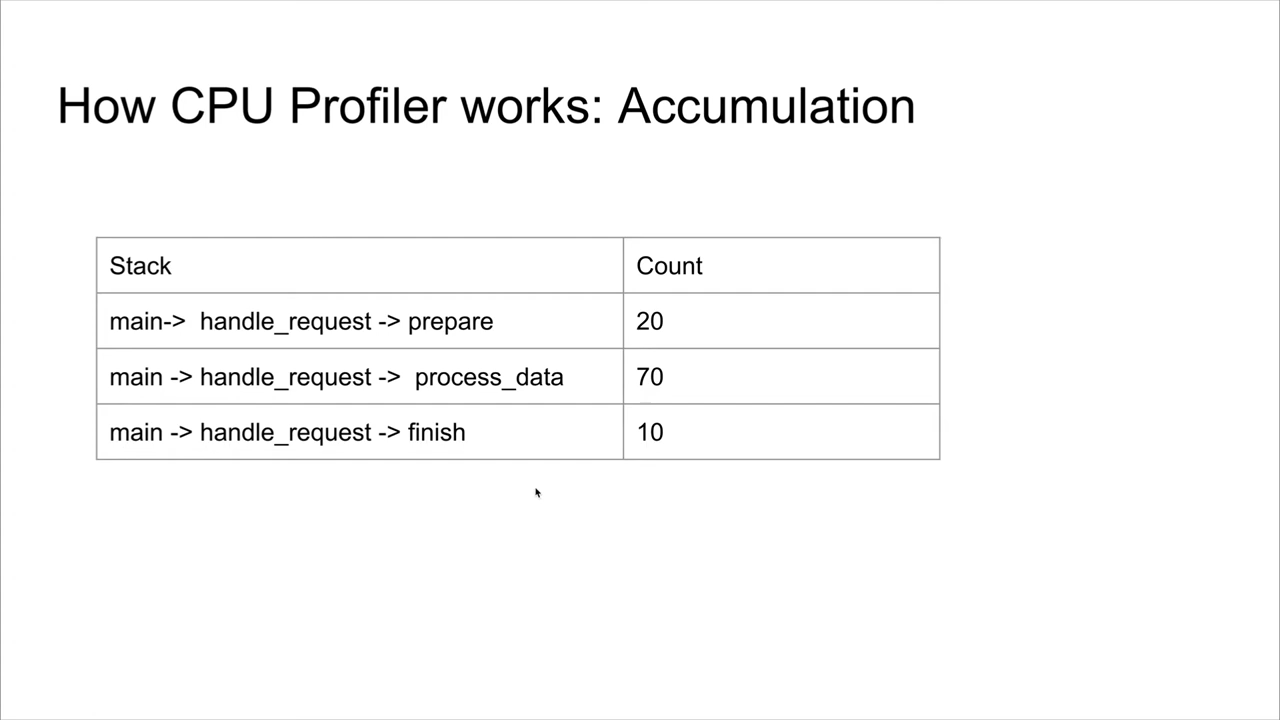 How CPU Profiler works: Accumulation
Stack Count
main-> handle_request -> prepare 20
main -> handle_request -> process_data 70
main -> handle_request -> finish 10